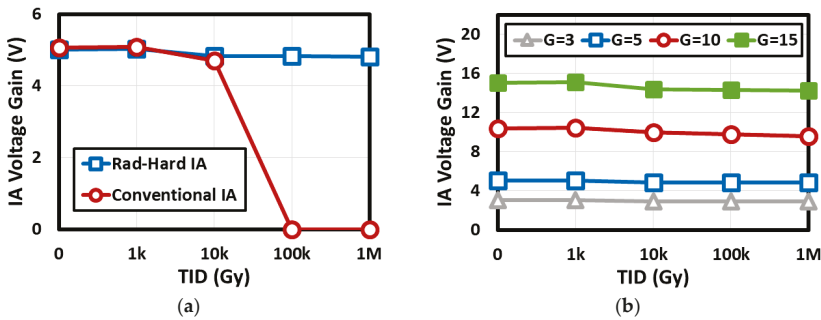 IA Voltage Gain (V)
6
4
2
0
Rad-Hard IA
Conventional IA
0 1k 10k 100k 1M
TID (Gy)
(a)
IA Voltage Gain (V)
20
16
12
8
4
0
G=3 G=5 G=10 G=15
0 1k 10k 100k 1M
TID (Gy)
(b)